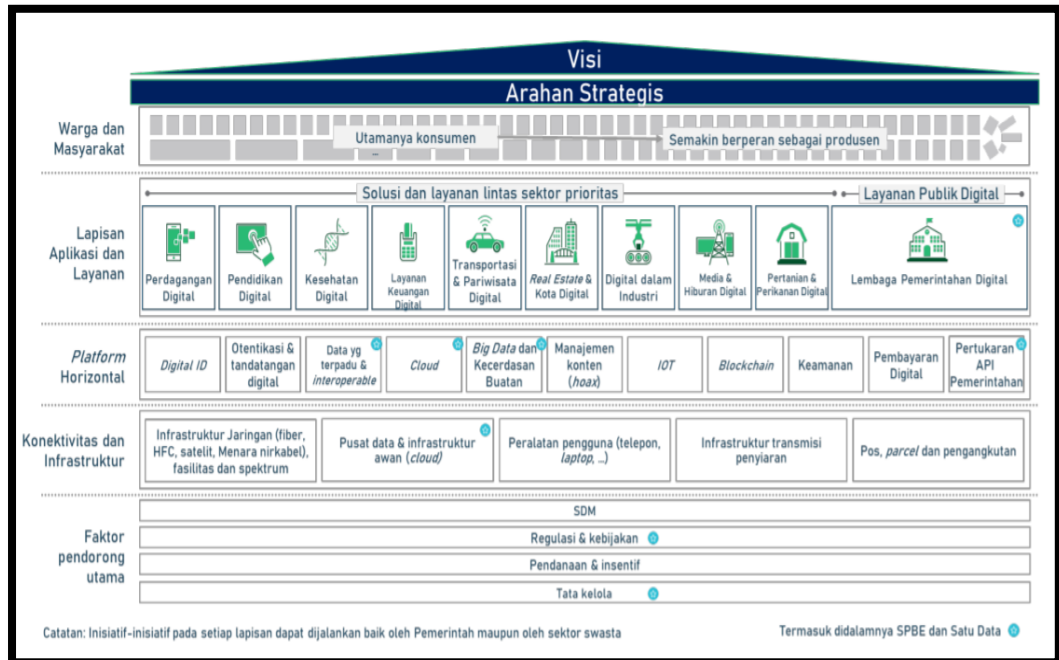 Visi
Arahan Strategis
Warga dan
Masyarakat
Utamanya konsumen
Semakin berperan sebagai produsen
Solusi dan layanan lintas sektor prioritas
Layanan Publik Digital
Lapisan
Aplikasi dan
Layanan
Perdagangan
Digital
Pendidikan
Digital
Kesehatan
Digital
Layanan
Keuangan
Digital
Transportasi
& Pariwisata
Digital
Real Estate &
Kota Digital
Digital dalam
Industri
Media &
Hiburan Digital
Pertanian &
Perikanan Digital
Lembaga Pemerintahan Digital
Platform
Horizontal
Digital ID
Otentikasi &
tandatangan
digital
Data yg
terpadu &
interoperable
Cloud
Big Data dan
Kecerdasan
Buatan
Manajemen
konten
(hoax)
IOT
Blockchain
Keamanan
Pembayaran
Digital
Pertukaran
API
Pemerintahan
Konektivitas dan
Infrastruktur
Infrastruktur Jaringan (fiber,
HFC, satelit, Menara nirkabel),
fasilitas dan spektrum
Pusat data & infrastruktur
awan (cloud)
Peralatan pengguna (telepon,
laptop, ...)
Infrastruktur transmisi
penyiaran
Pos, parcel dan pengangkutan
Faktor
pendorong
utama
SDM
Regulasi & kebijakan
Pendanaan & insentif
Tata kelola
Catatan: Inisiatif-inisiatif pada setiap lapisan dapat dijalankan baik oleh Pemerintah maupun oleh sektor swasta
Termasuk didalamnya SPBE dan Satu Data